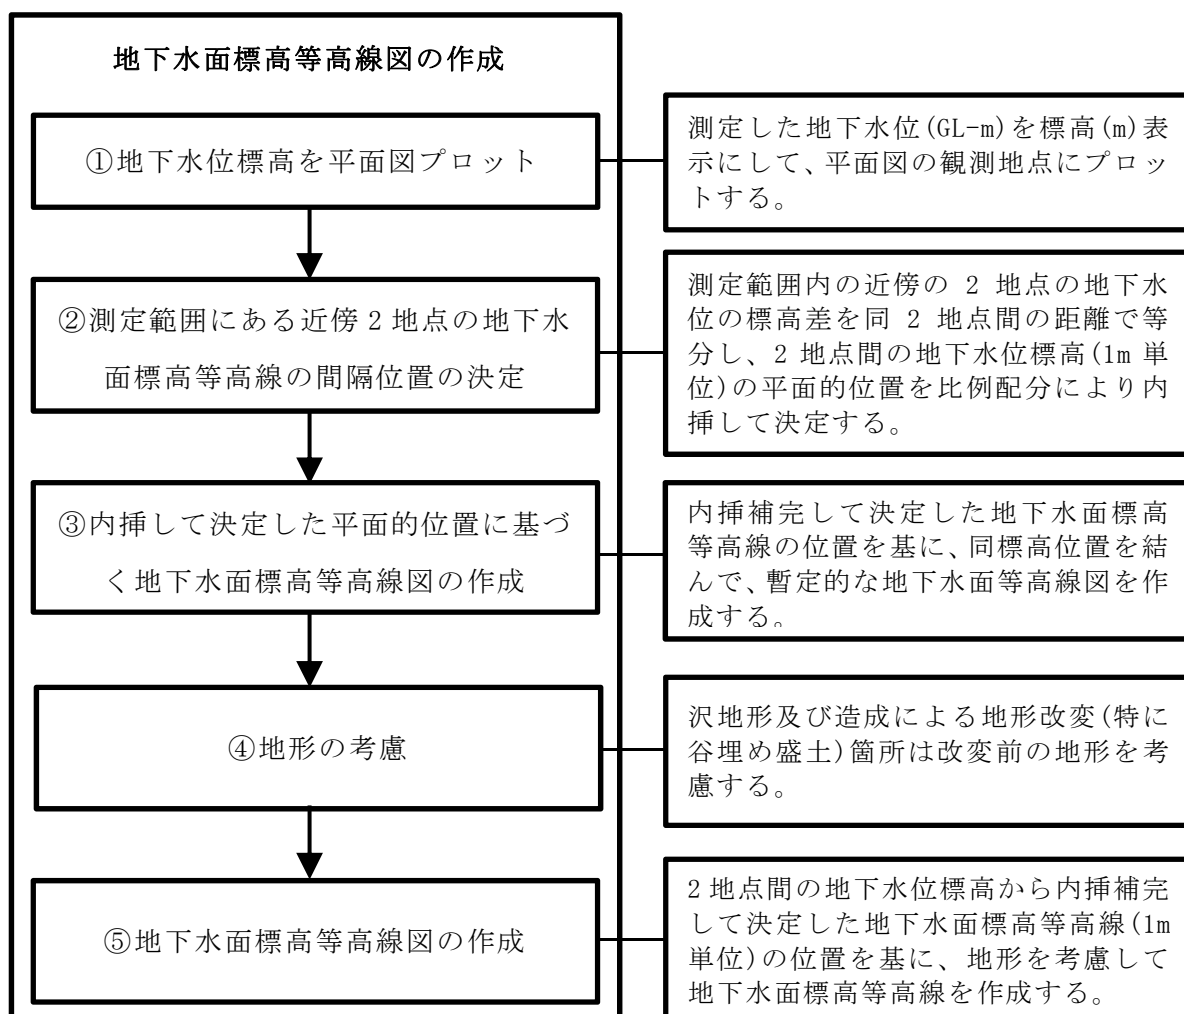 地下水面標高等高線図の作成
①地下水位標高を平面図プロット
測定した地下水位(GL-m)を標高(m)表
示にして、平面図の観測地点にプロッ
トする。
②測定範囲にある近傍2地点の地下水
面標高等高線の間隔位置の決定
測定範囲内の近傍の 2 地点の地下水
位の標高差を同 2 地点間の距離で等
分し、2 地点間の地下水位標高(1m 単
位)の平面的位置を比例配分により内
挿して決定する。
③内挿して決定した平面的位置に基づ
く地下水面標高等高線図の作成
内挿補完して決定した地下水面標高
等高線の位置を基に、同標高位置を結
んで、暫定的な地下水面等高線図を作
成する。
④地形の考慮
沢地形及び造成による地形改変(特に
谷埋め盛土)箇所は改変前の地形を考
慮する。
⑤地下水面標高等高線図の作成
2 地点間の地下水位標高から内挿補完
して決定した地下水面標高等高線(1m
単位)の位置を基に、地形を考慮して
地下水面標高等高線を作成する。